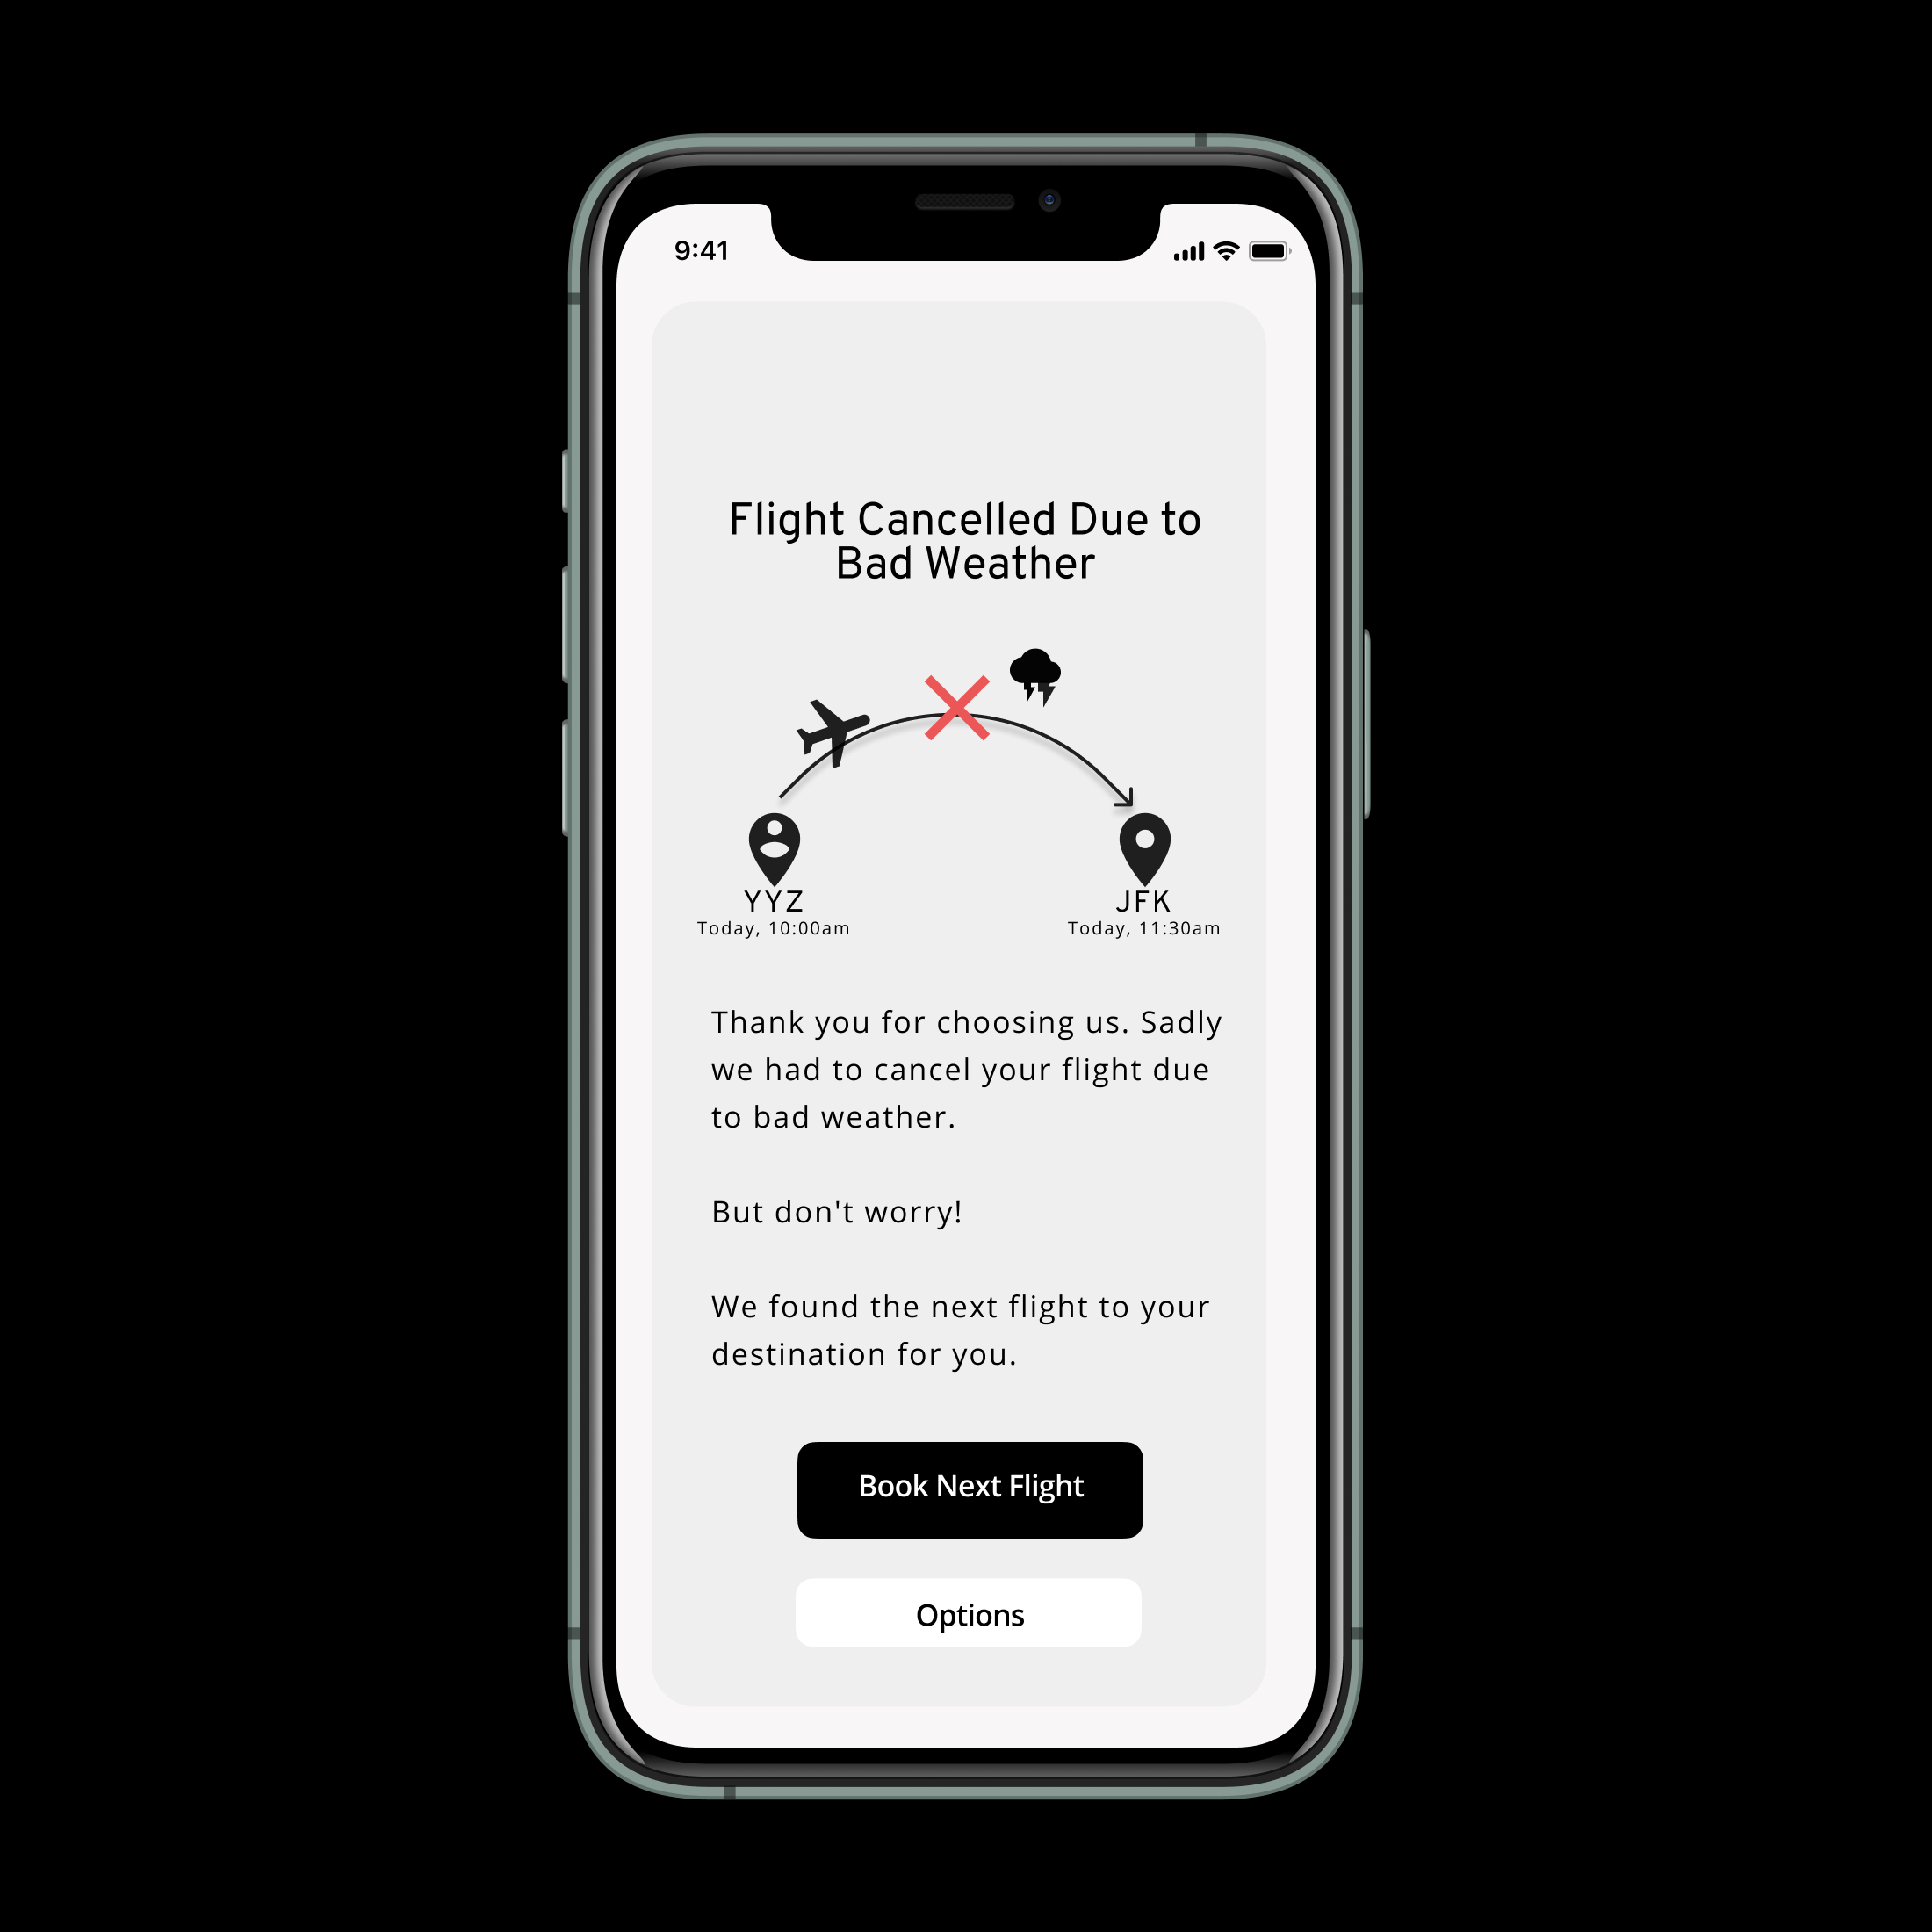 9:41
Flight Cancelled Due to
Bad Weather
YYZ
Today, 10:00am
JFK
Today, 11:30am
Thank you for choosing us. Sadly
we had to cancel your flight due
to bad weather.
But don't worry!
We found the next flight to your
destination for you.
Book Next Flight
Options